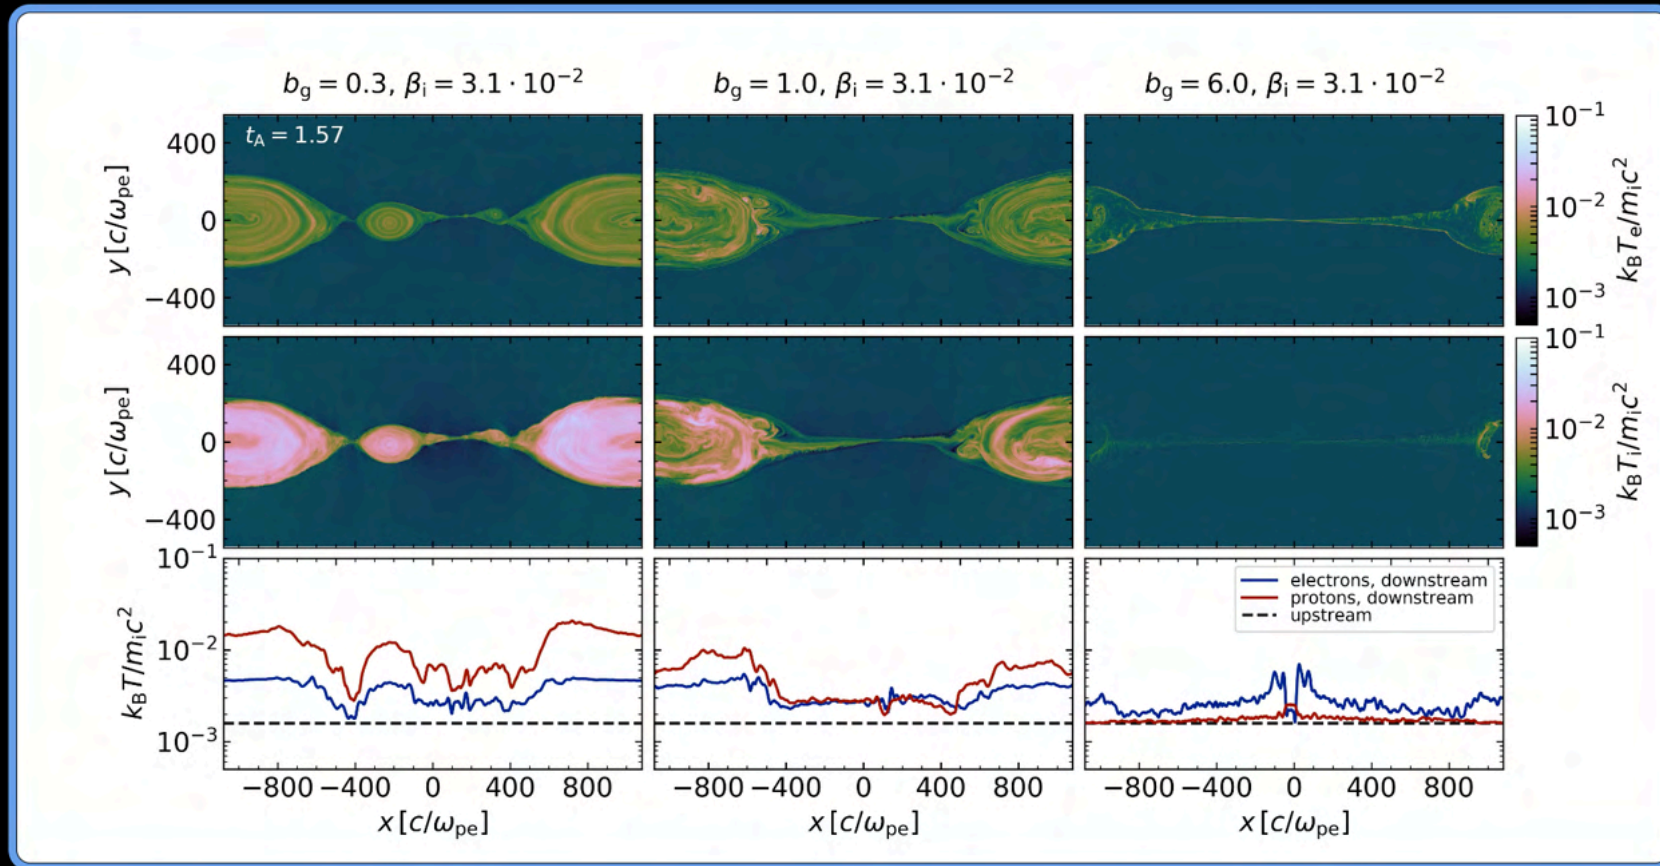 b_g = 0.3, β_i = 3.1 · 10⁻²
b_g = 1.0, β_i = 3.1 · 10⁻²
b_g = 6.0, β_i = 3.1 · 10⁻²
t_A = 1.57
400
0
−400
y [c/ω_pe]
10⁻¹
10⁻²
10⁻³
k_B T_e/m_i c²
400
0
−400
y [c/ω_pe]
10⁻¹
10⁻²
10⁻³
k_B T_i/m_i c²
10⁻¹
10⁻²
10⁻³
k_B T/m_i c²
electrons, downstream
protons, downstream
upstream
−800 −400 0 400 800
−800 −400 0 400 800
−800 −400 0 400 800
x [c/ω_pe]
x [c/ω_pe]
x [c/ω_pe]